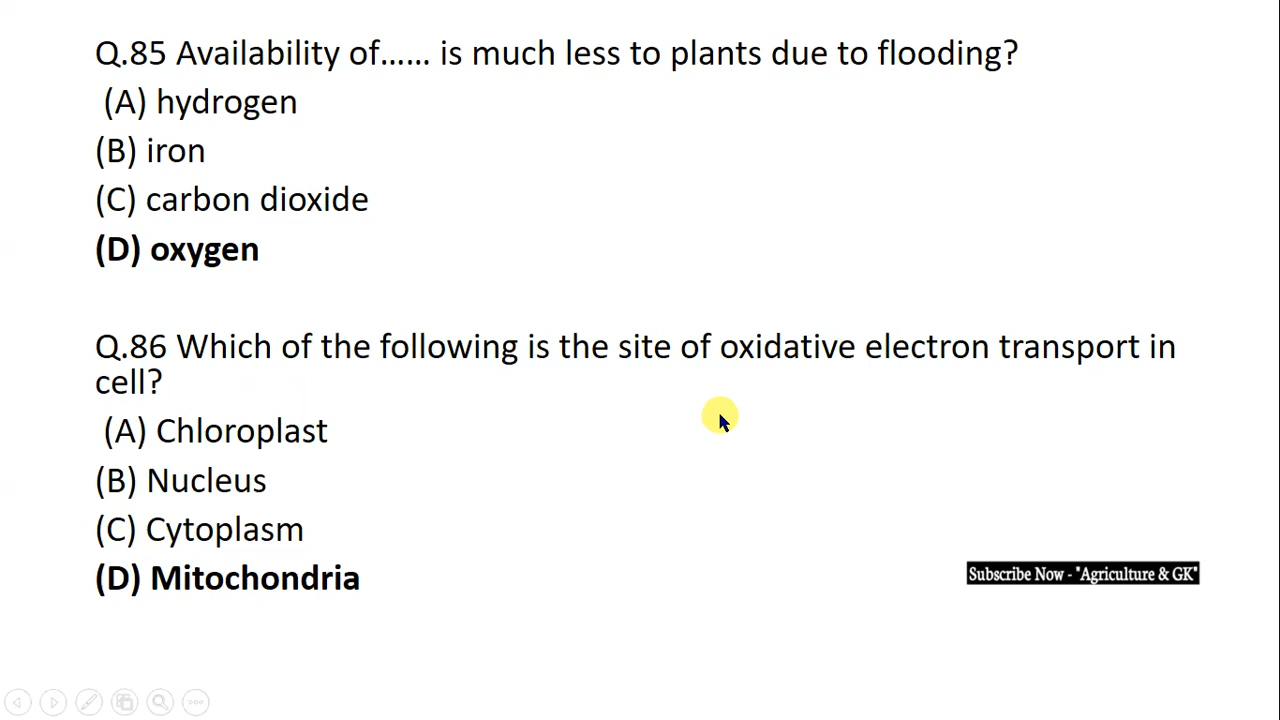 Q.85 Availability of...... is much less to plants due to flooding?
(A) hydrogen
(B) iron
(C) carbon dioxide
(D) oxygen
Q.86 Which of the following is the site of oxidative electron transport in
cell?
(A) Chloroplast
(B) Nucleus
(C) Cytoplasm
(D) Mitochondria
Subscribe Now - "Agriculture & GK"